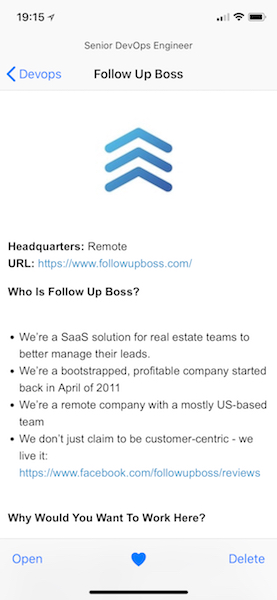 19:15
Senior DevOps Engineer
Devops
Follow Up Boss
Headquarters: Remote
URL: https://www.followupboss.com/
Who Is Follow Up Boss?
• We’re a SaaS solution for real estate teams to
better manage their leads.
• We’re a bootstrapped, profitable company started
back in April of 2011
• We’re a remote company with a mostly US-based
team
• We don’t just claim to be customer-centric - we
live it:
https://www.facebook.com/followupboss/reviews
Why Would You Want To Work Here?
Open
Delete